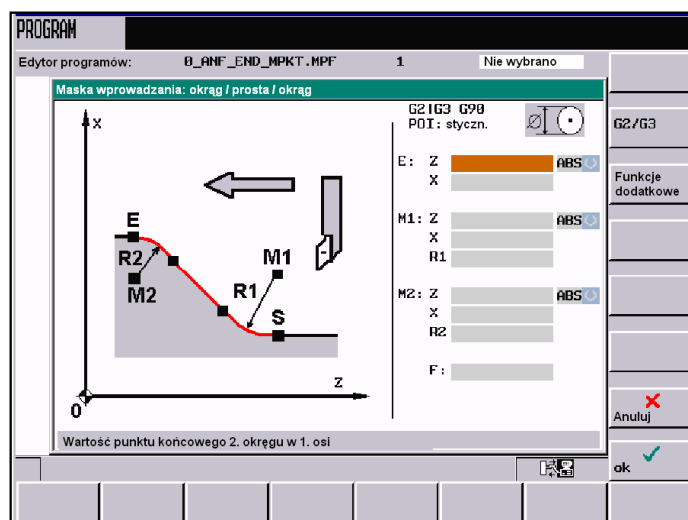 PROGRAM
Edytor programów: 0_ANF_END_MPKT.MPF 1 Nie wybrano
Maska wprowadzania: okrąg / prosta / okrąg
X
G2IG3 G90
POI: styczn.
G2/G3
E: Z ABS
X
Funkcje
dodatkowe
E
M1: Z ABS
X
R1
R2
M1
M2
R1
S
M2: Z ABS
X
R2
F:
Z
0
Anuluj
Wartość punktu końcowego 2. okręgu w 1. osi
ok